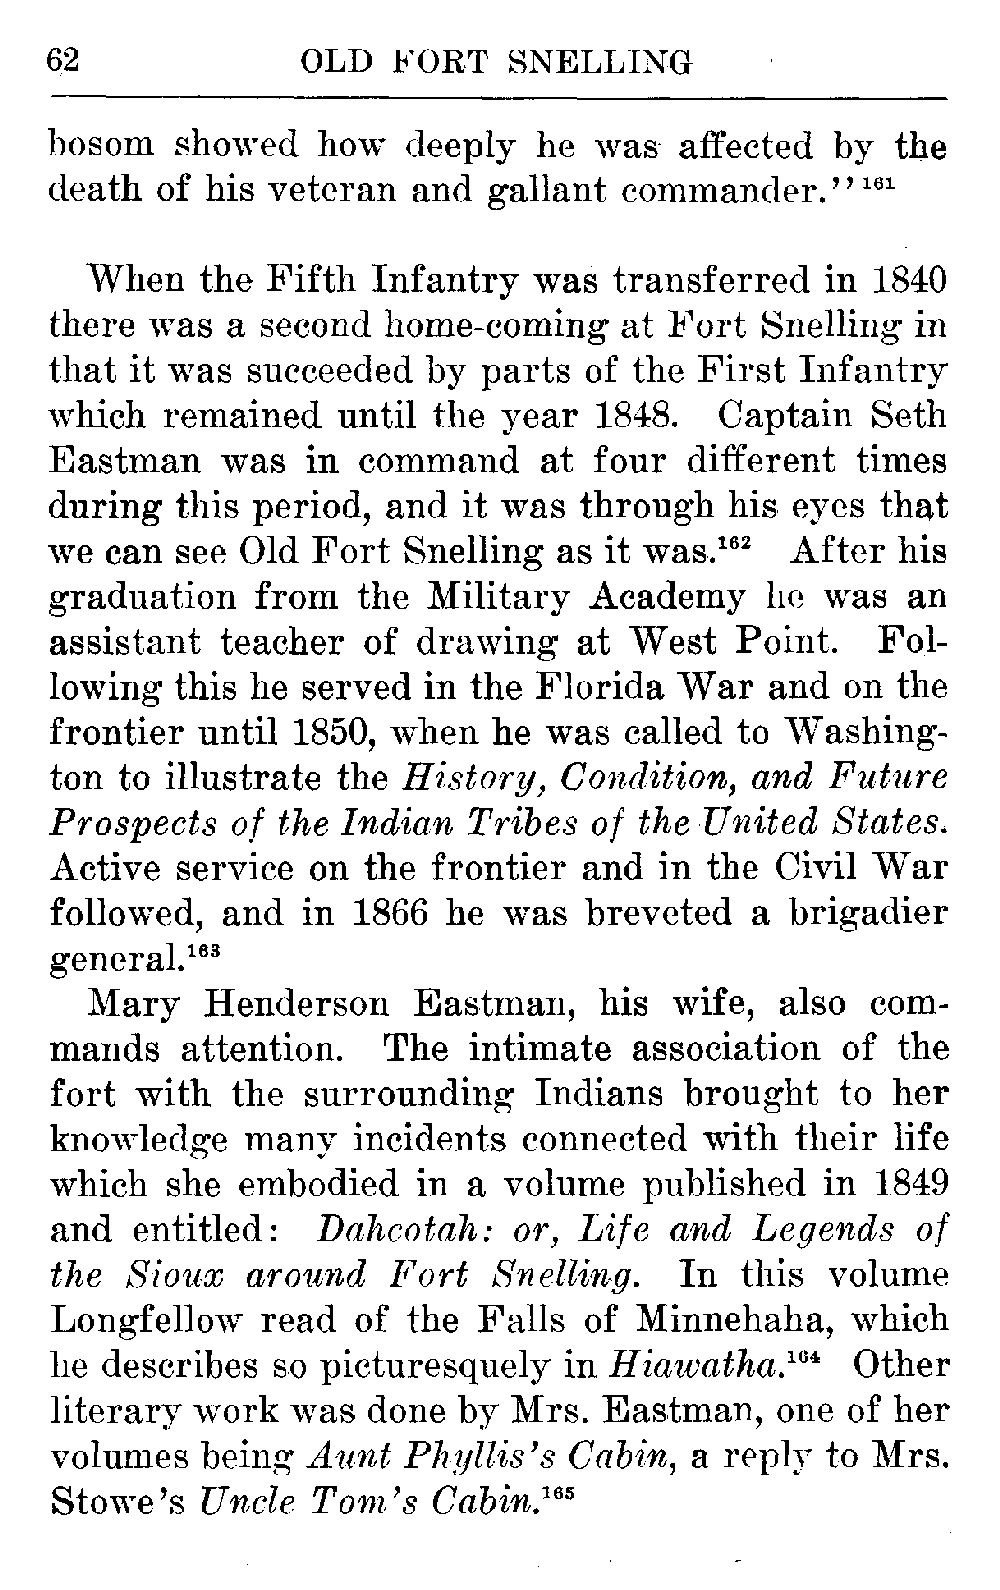 62 OLD FORT SNELLING
bosom showed how deeply he was affected by the
death of his veteran and gallant commander.’’¹⁶¹
When the Fifth Infantry was transferred in 1840
there was a second home-coming at Fort Snelling in
that it was succeeded by parts of the First Infantry
which remained until the year 1848. Captain Seth
Eastman was in command at four different times
during this period, and it was through his eyes that
we can see Old Fort Snelling as it was.¹⁶² After his
graduation from the Military Academy he was an
assistant teacher of drawing at West Point. Fol-
lowing this he served in the Florida War and on the
frontier until 1850, when he was called to Washing-
ton to illustrate the History, Condition, and Future
Prospects of the Indian Tribes of the United States.
Active service on the frontier and in the Civil War
followed, and in 1866 he was breveted a brigadier
general.¹⁶³
Mary Henderson Eastman, his wife, also com-
mands attention. The intimate association of the
fort with the surrounding Indians brought to her
knowledge many incidents connected with their life
which she embodied in a volume published in 1849
and entitled: Dahcotah: or, Life and Legends of
the Sioux around Fort Snelling. In this volume
Longfellow read of the Falls of Minnehaha, which
he describes so picturesquely in Hiawatha.¹⁶⁴ Other
literary work was done by Mrs. Eastman, one of her
volumes being Aunt Phyllis’s Cabin, a reply to Mrs.
Stowe’s Uncle Tom’s Cabin.¹⁶⁵